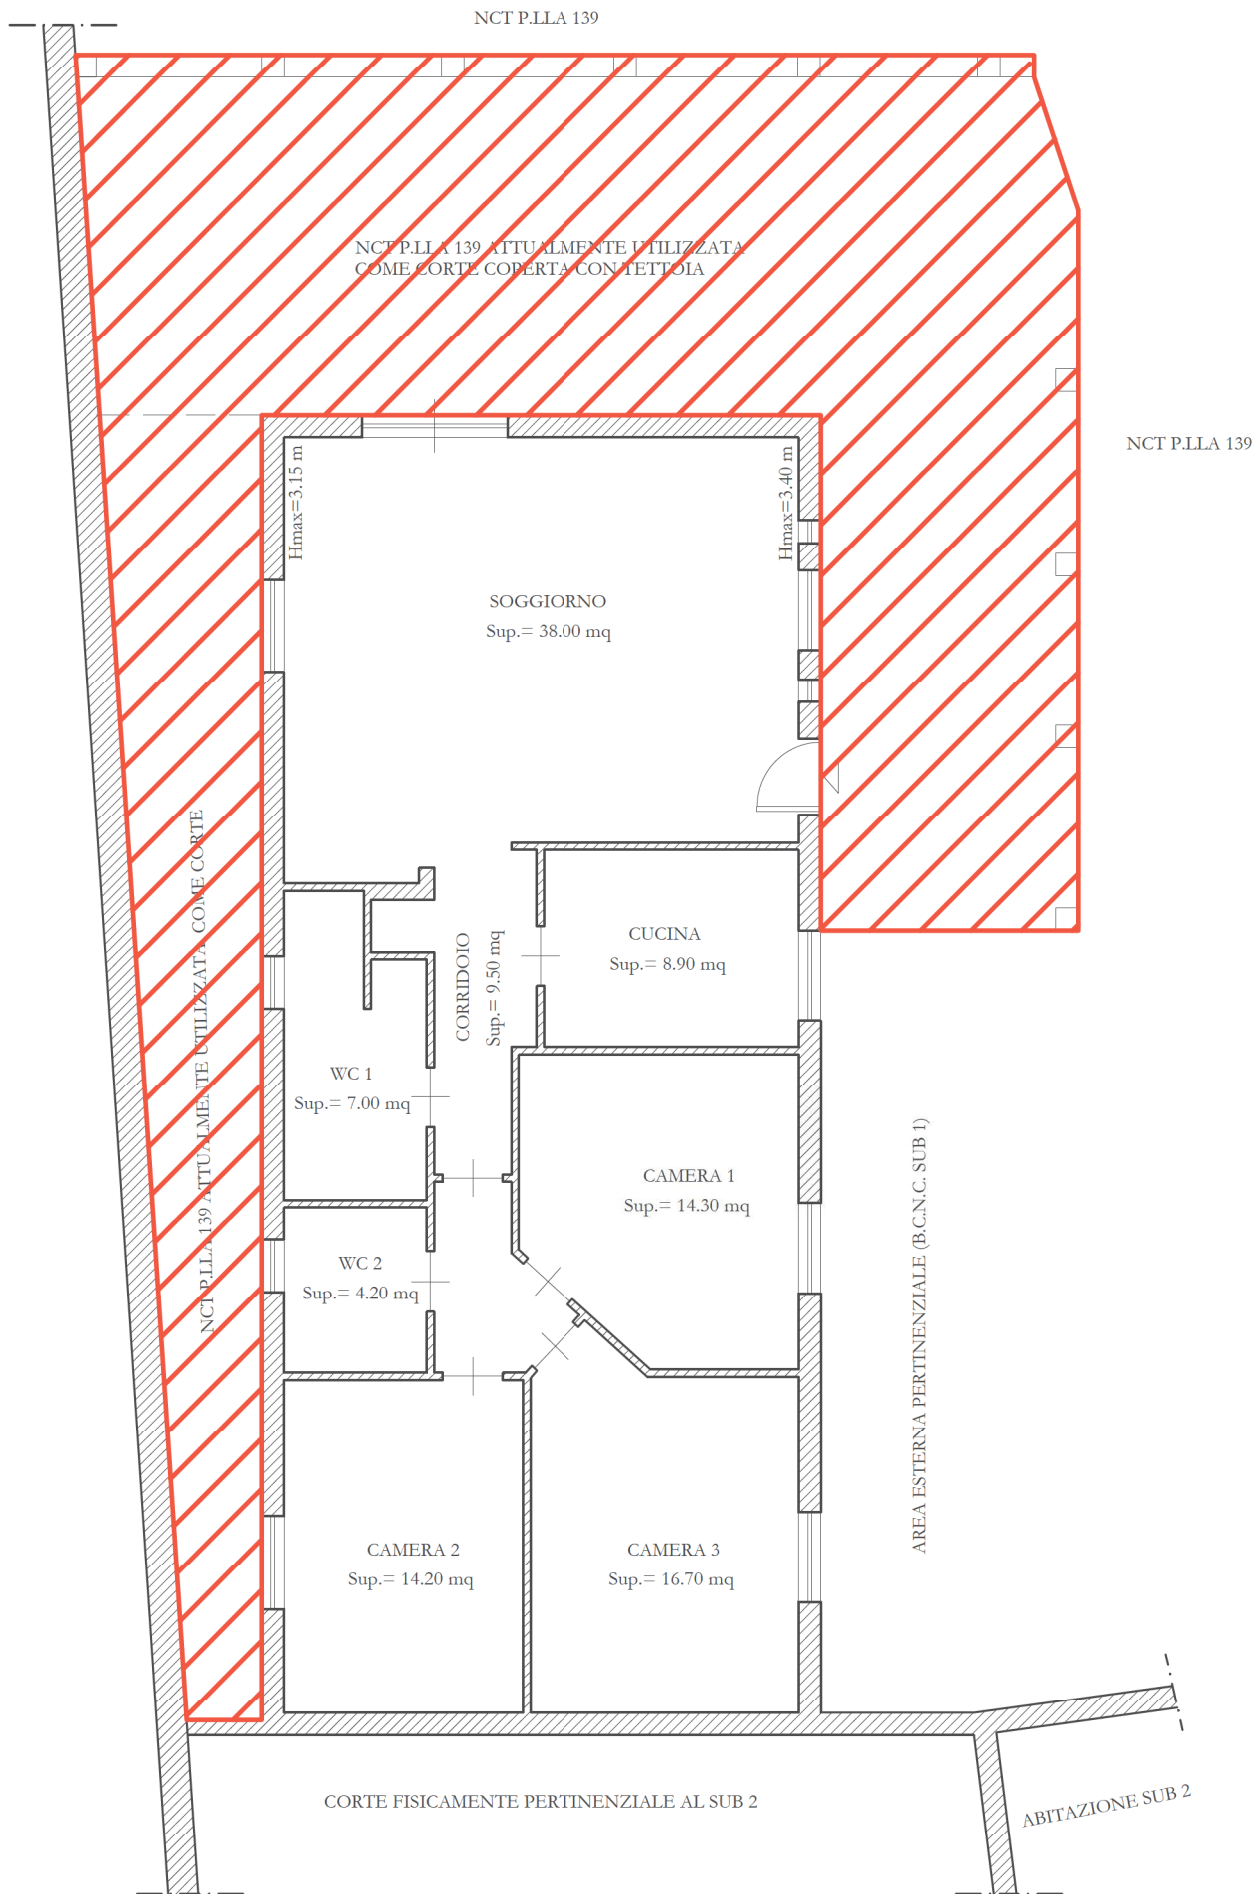 NCT P.LLA 139
NCT P.LLA 139 ATTUALMENTE UTILIZZATA
COME CORTE COPERTA CON TETTOIA
NCT P.LLA 139
Hmax=3.15 m
Hmax=3.40 m
SOGGIORNO
Sup.= 38.00 mq
NCT P.LLA 139 ATTUALMENTE UTILIZZATA COME CORTE
CORRIDOIO
Sup.= 9.50 mq
CUCINA
Sup.= 8.90 mq
WC 1
Sup.= 7.00 mq
CAMERA 1
Sup.= 14.30 mq
AREA ESTERNA PERTINENZIALE (B.C.N.C. SUB 1)
WC 2
Sup.= 4.20 mq
CAMERA 2
Sup.= 14.20 mq
CAMERA 3
Sup.= 16.70 mq
CORTE FISICAMENTE PERTINENZIALE AL SUB 2
ABITAZIONE SUB 2